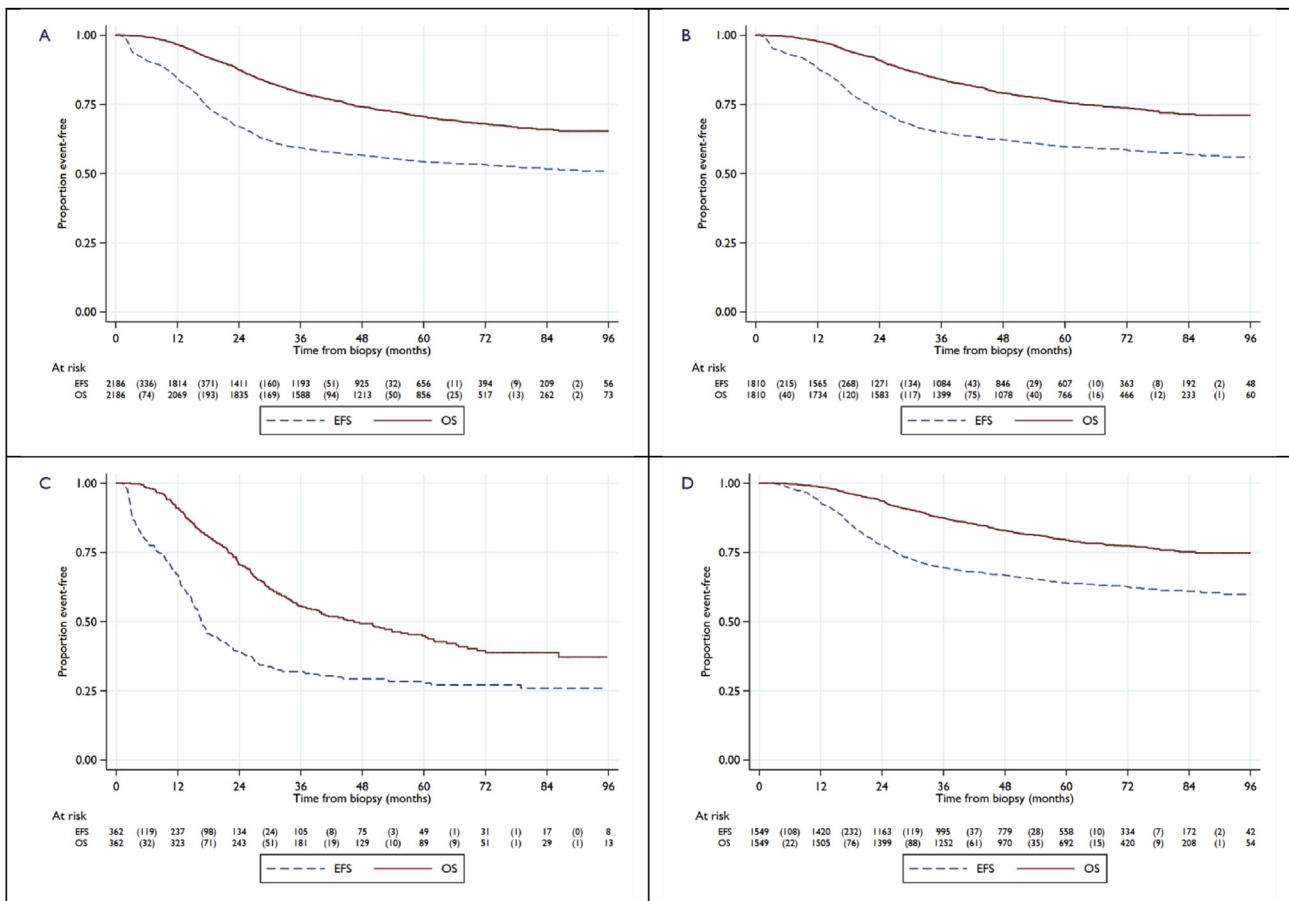 A
1.00
0.75
0.50
0.25
0.00
Proportion event-free
0 12 24 36 48 60 72 84 96
Time from biopsy (months)
At risk
EFS 2186 (336) 1814 (371) 1411 (160) 1193 (51) 925 (32) 656 (11) 394 (9) 209 (2) 56
OS 2186 (74) 2069 (193) 1835 (169) 1588 (94) 1213 (50) 856 (25) 517 (13) 262 (2) 73
EFS OS
B
1.00
0.75
0.50
0.25
0.00
Proportion event-free
0 12 24 36 48 60 72 84 96
Time from biopsy (months)
At risk
EFS 1810 (215) 1565 (268) 1271 (134) 1084 (43) 846 (29) 607 (10) 363 (8) 192 (2) 48
OS 1810 (40) 1734 (120) 1583 (117) 1399 (75) 1078 (40) 766 (16) 466 (12) 233 (1) 60
EFS OS
C
1.00
0.75
0.50
0.25
0.00
Proportion event-free
0 12 24 36 48 60 72 84 96
Time from biopsy (months)
At risk
EFS 362 (119) 237 (98) 134 (24) 105 (8) 75 (3) 49 (1) 31 (1) 17 (0) 8
OS 362 (32) 323 (71) 243 (51) 181 (19) 129 (10) 89 (9) 51 (1) 29 (1) 13
EFS OS
D
1.00
0.75
0.50
0.25
0.00
Proportion event-free
0 12 24 36 48 60 72 84 96
Time from biopsy (months)
At risk
EFS 1549 (108) 1420 (232) 1163 (119) 995 (37) 779 (28) 558 (10) 334 (7) 172 (2) 42
OS 1549 (22) 1505 (76) 1399 (88) 1252 (61) 970 (35) 692 (15) 420 (9) 208 (1) 54
EFS OS